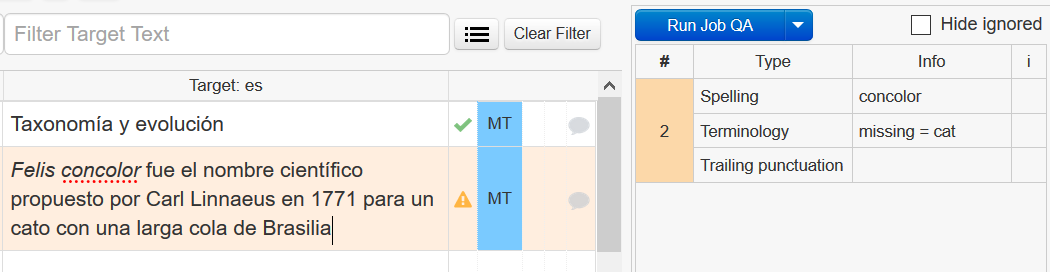 Filter Target Text
Clear Filter
Run Job QA
Hide ignored
Target: es
# Type Info i
Taxonomía y evolución
MT
Felis concolor fue el nombre científico
propuesto por Carl Linnaeus en 1771 para un
cato con una larga cola de Brasilia
MT
2
Spelling concolor
Terminology missing = cat
Trailing punctuation